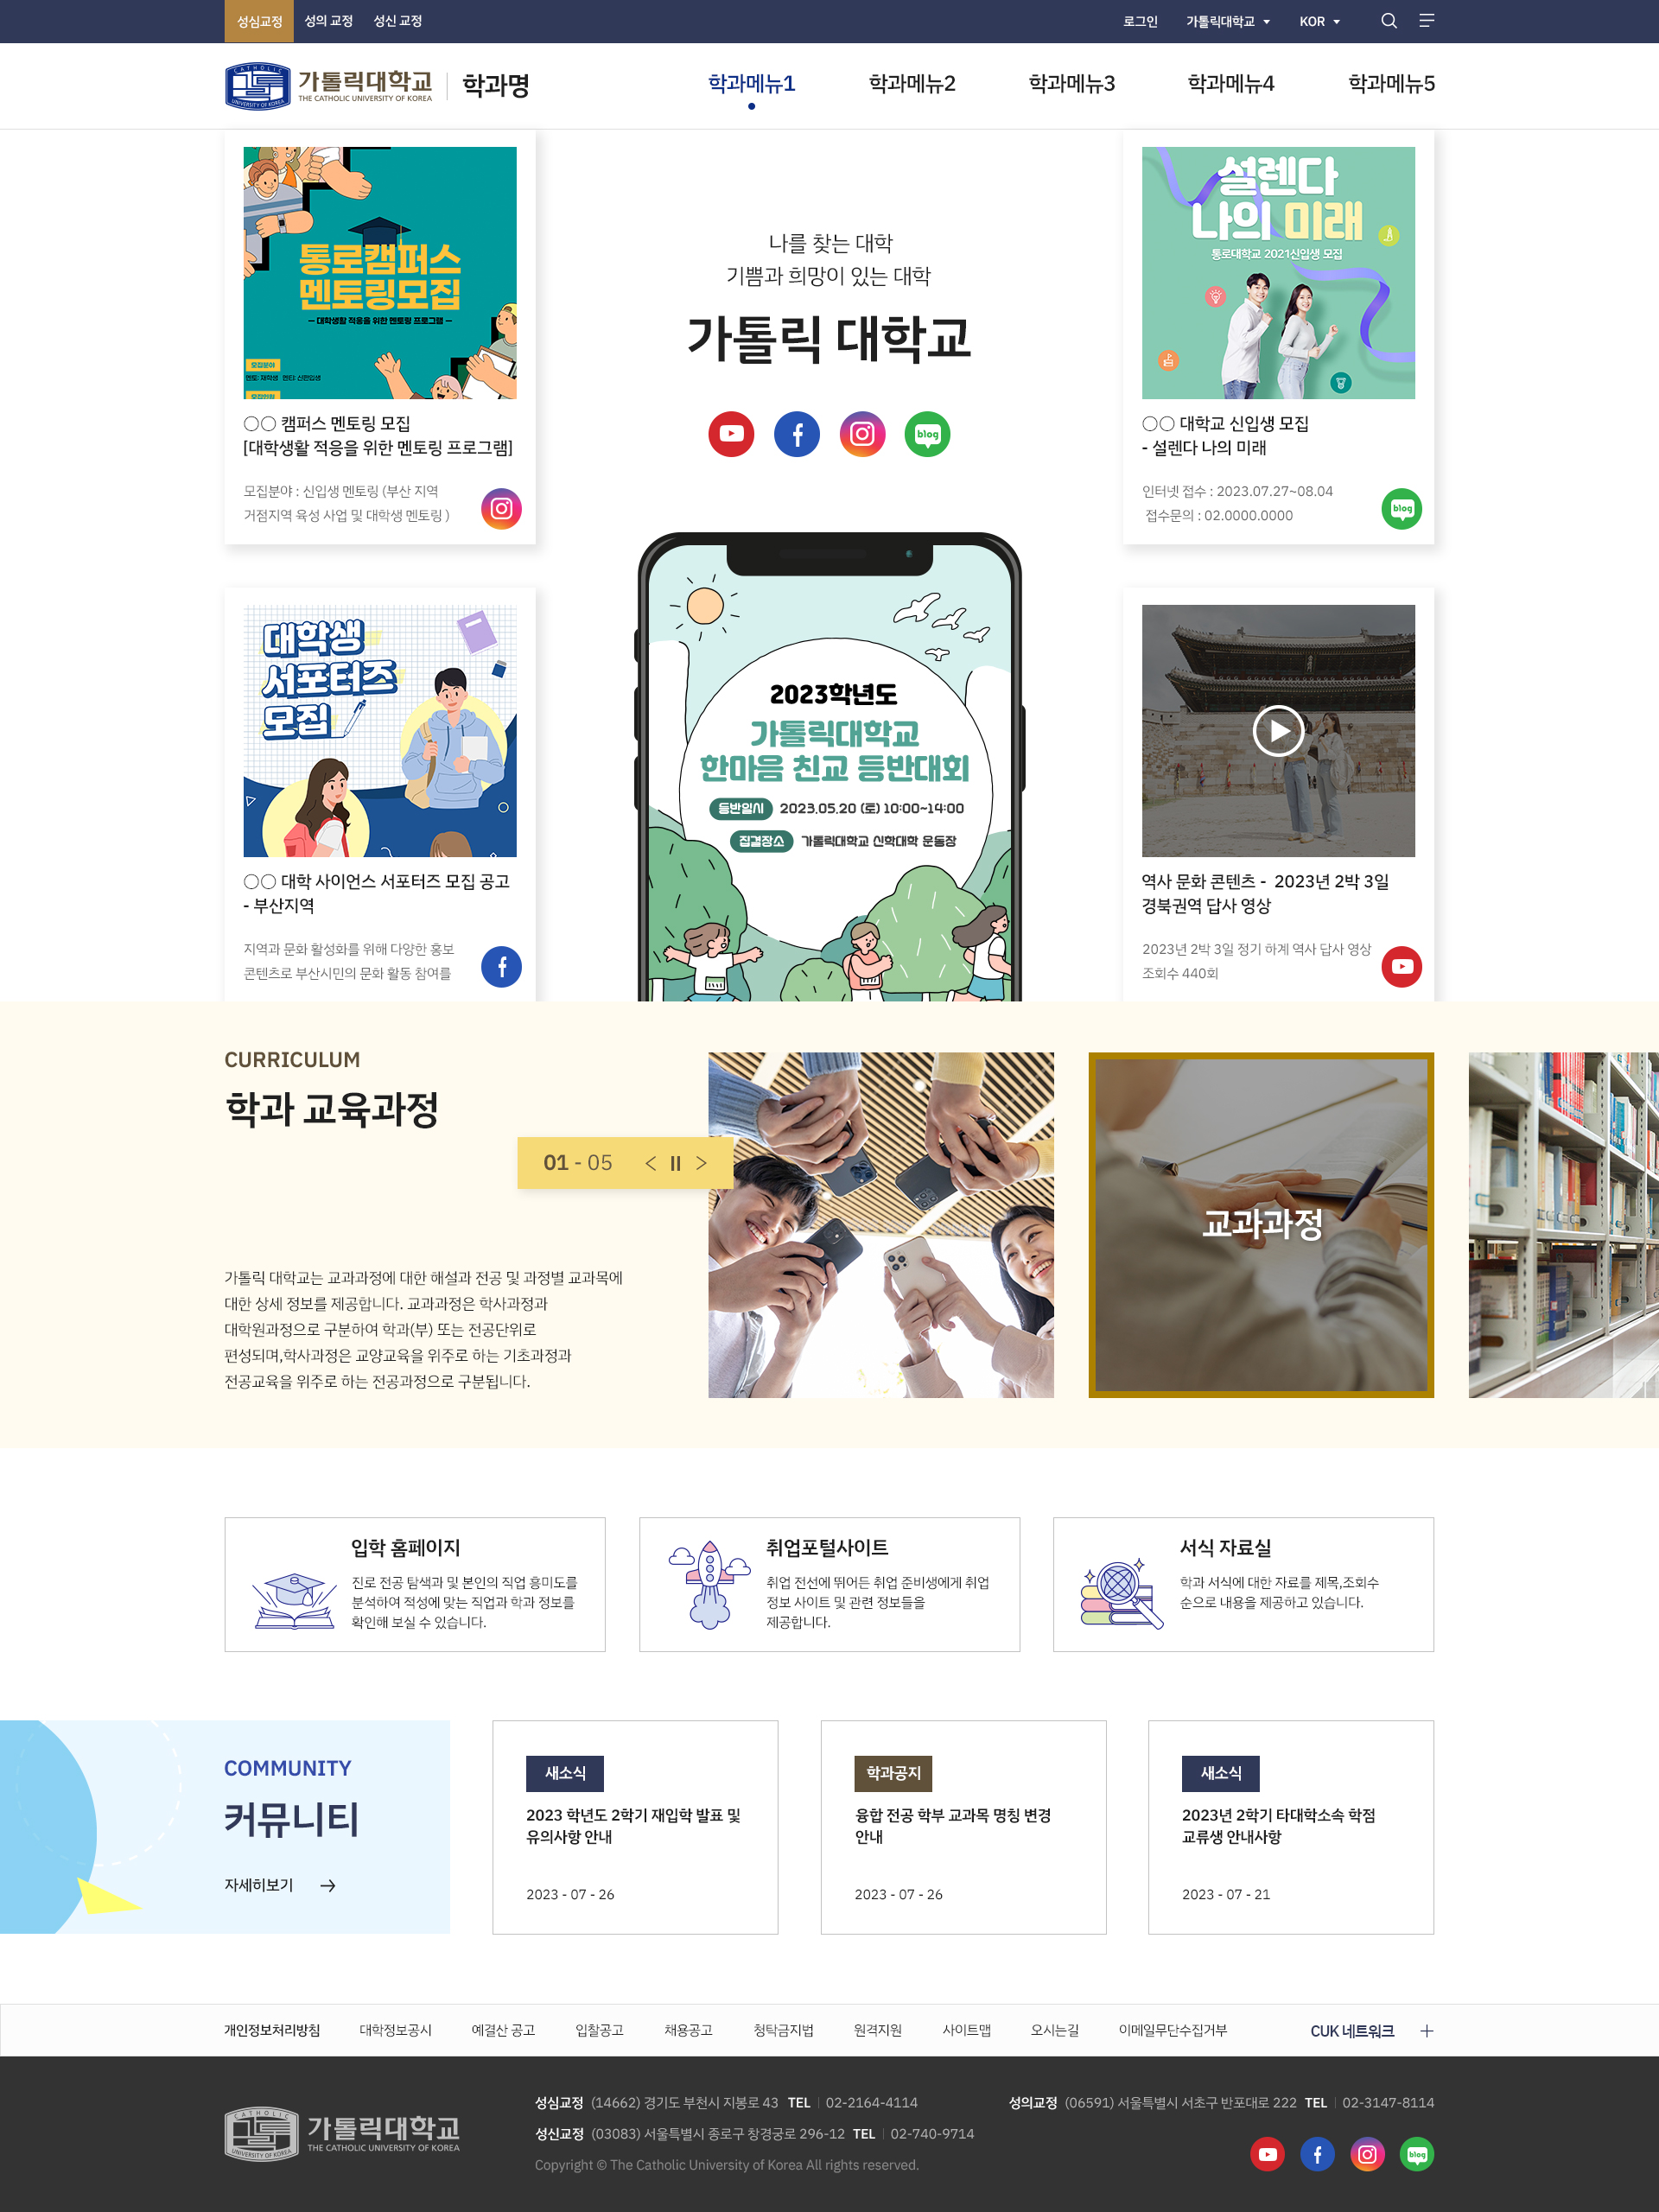 성심교정 성의 교정 성신 교정 로그인 가톨릭대학교 KOR
CATHOLIC
UNIVERSITY OF KOREA
가톨릭대학교
THE CATHOLIC UNIVERSITY OF KOREA
학과명
학과메뉴1 학과메뉴2 학과메뉴3 학과메뉴4 학과메뉴5
통로캠퍼스
멘토링모집
— 대학생활 적응을 위한 멘토링 프로그램 —
모집분야
멘토: 재학생 멘티: 신편입생
모집인원
○○ 캠퍼스 멘토링 모집
[대학생활 적응을 위한 멘토링 프로그램]
모집분야 : 신입생 멘토링 (부산 지역
거점지역 육성 사업 및 대학생 멘토링 )
대학생
서포터즈
모집
○○ 대학 사이언스 서포터즈 모집 공고
- 부산지역
지역과 문화 활성화를 위해 다양한 홍보
콘텐츠로 부산시민의 문화 활동 참여를
나를 찾는 대학
기쁨과 희망이 있는 대학
가톨릭 대학교
blog
2023학년도
가톨릭대학교
한마음 친교 등반대회
등반일시 2023.05.20 (토) 10:00~14:00
집결장소 가톨릭대학교 신학대학 운동장
설렌다
나의 미래
통로대학교 2021신입생 모집
○○ 대학교 신입생 모집
- 설렌다 나의 미래
인터넷 접수 : 2023.07.27~08.04
접수문의 : 02.0000.0000
blog
역사 문화 콘텐츠 - 2023년 2박 3일
경북권역 답사 영상
2023년 2박 3일 정기 하계 역사 답사 영상
조회수 440회
CURRICULUM
학과 교육과정
01 - 05
가톨릭 대학교는 교과과정에 대한 해설과 전공 및 과정별 교과목에
대한 상세 정보를 제공합니다. 교과과정은 학사과정과
대학원과정으로 구분하여 학과(부) 또는 전공단위로
편성되며,학사과정은 교양교육을 위주로 하는 기초과정과
전공교육을 위주로 하는 전공과정으로 구분됩니다.
교과과정
입학 홈페이지
진로 전공 탐색과 및 본인의 직업 흥미도를
분석하여 적성에 맞는 직업과 학과 정보를
확인해 보실 수 있습니다.
취업포털사이트
취업 전선에 뛰어든 취업 준비생에게 취업
정보 사이트 및 관련 정보들을
제공합니다.
서식 자료실
학과 서식에 대한 자료를 제목,조회수
순으로 내용을 제공하고 있습니다.
COMMUNITY
커뮤니티
자세히보기
새소식
2023 학년도 2학기 재입학 발표 및
유의사항 안내
2023 - 07 - 26
학과공지
융합 전공 학부 교과목 명칭 변경
안내
2023 - 07 - 26
새소식
2023년 2학기 타대학소속 학점
교류생 안내사항
2023 - 07 - 21
개인정보처리방침 대학정보공시 예결산 공고 입찰공고 채용공고 청탁금지법 원격지원 사이트맵 오시는길 이메일무단수집거부 CUK 네트워크
CATHOLIC
UNIVERSITY OF KOREA
가톨릭대학교
THE CATHOLIC UNIVERSITY OF KOREA
성심교정 (14662) 경기도 부천시 지봉로 43 TEL | 02-2164-4114
성의교정 (06591) 서울특별시 서초구 반포대로 222 TEL | 02-3147-8114
성신교정 (03083) 서울특별시 종로구 창경궁로 296-12 TEL | 02-740-9714
Copyright © The Catholic University of Korea All rights reserved.
blog